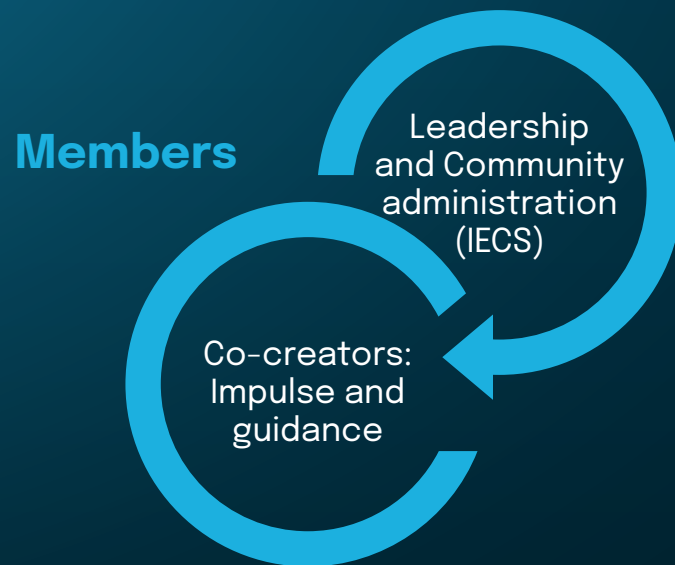 Members
Leadership
and Community
administration
(IECS)
Co-creators:
Impulse and
guidance